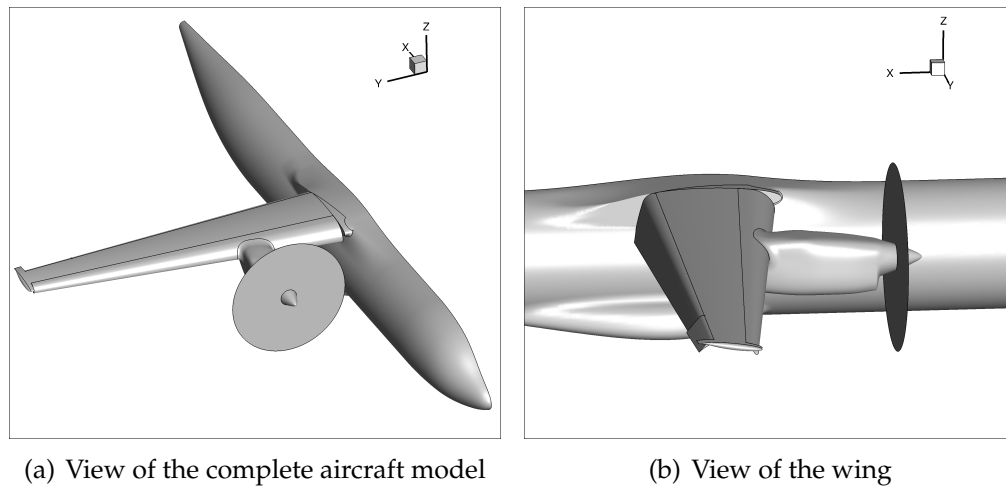 Z
X
Y
Z
X
Y
(a) View of the complete aircraft model
(b) View of the wing